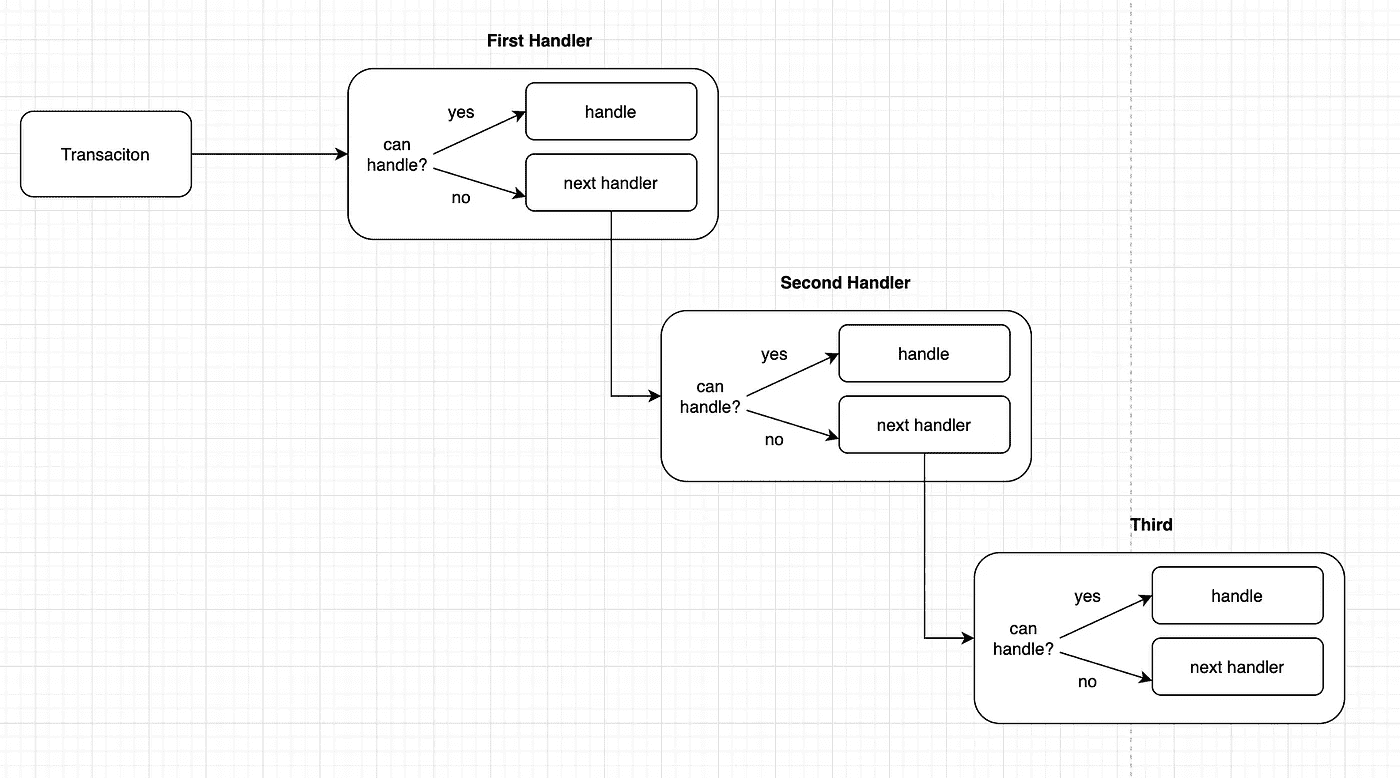 First Handler
Transaciton
yes
handle
can
handle?
next handler
no
Second Handler
yes
handle
can
handle?
next handler
no
Third
yes
handle
can
handle?
next handler
no